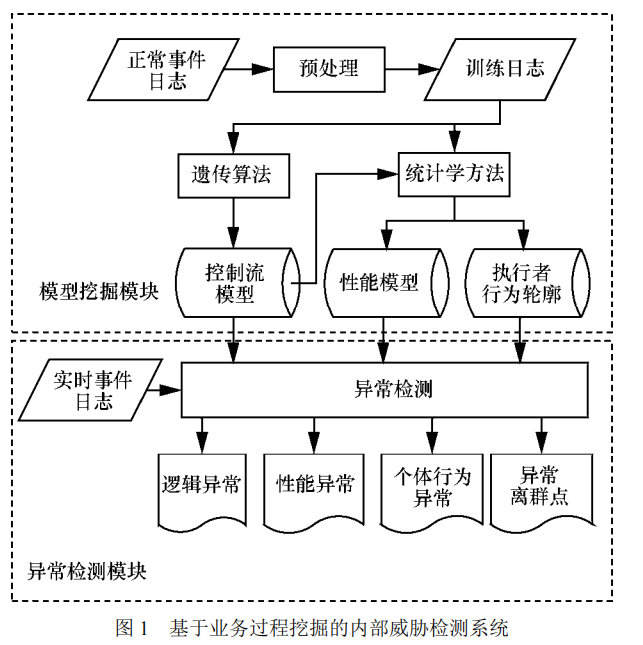 正常事件
日志
预处理
训练日志
遗传算法
统计学方法
控制流
模型
性能模型
执行者
行为轮廓
模型挖掘模块
实时事件
日志
异常检测
逻辑异常
性能异常
个体行为
异常
异常
离群点
异常检测模块
图 1 基于业务过程挖掘的内部威胁检测系统